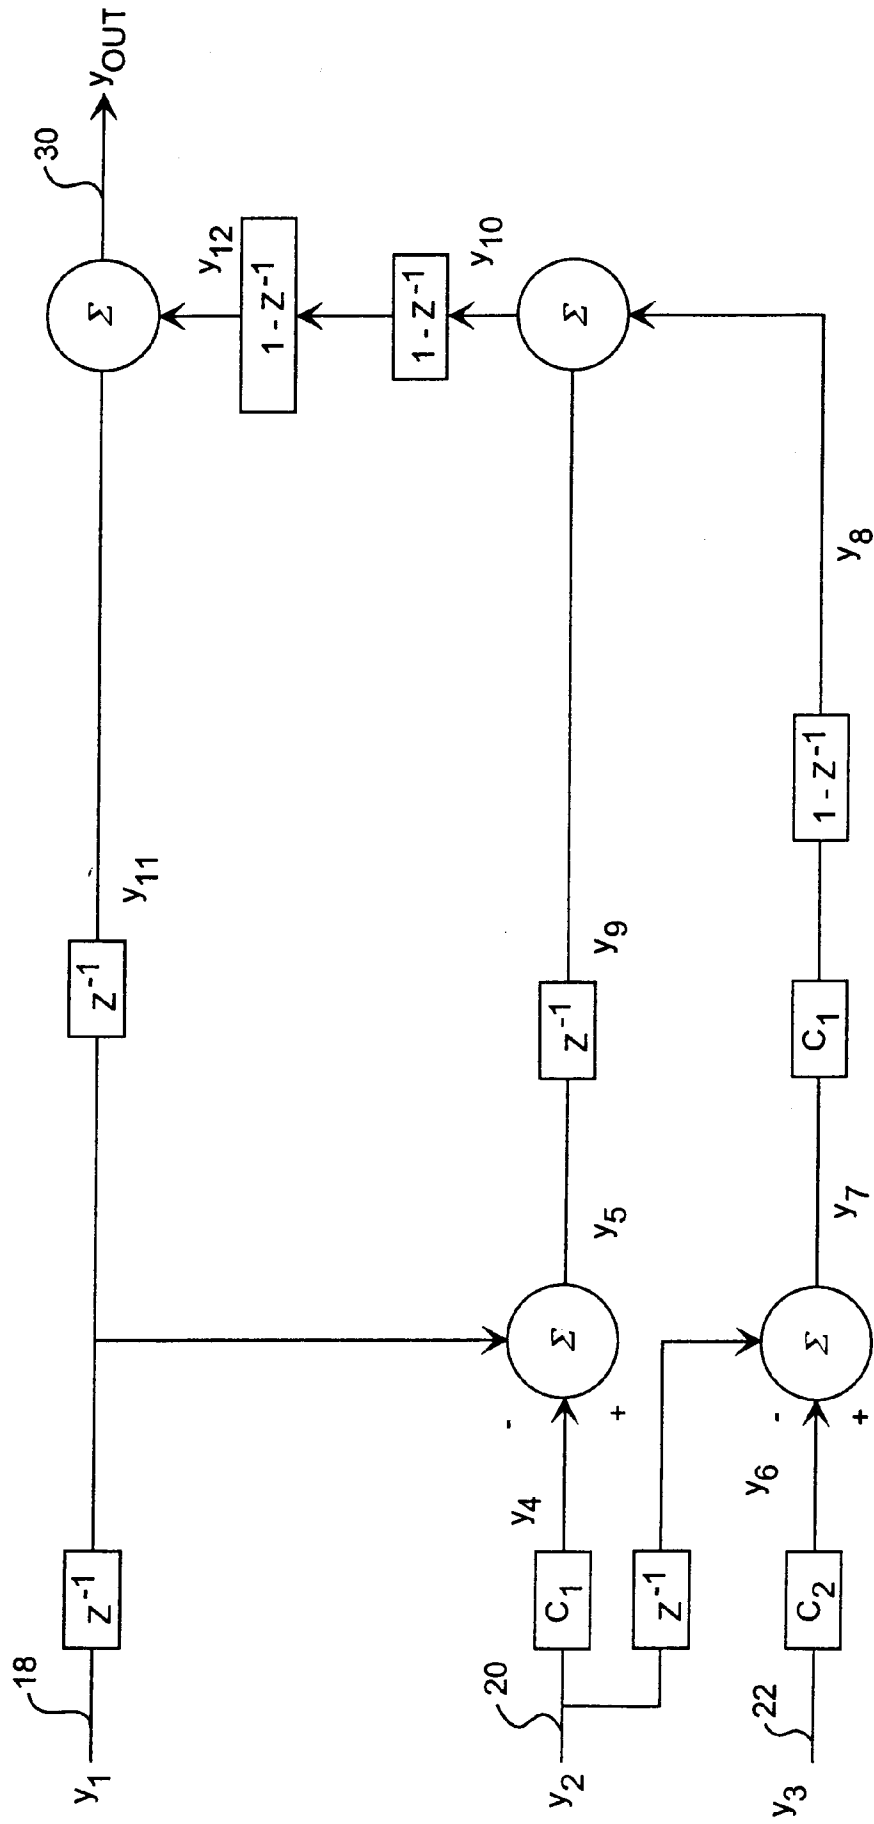 y1
18
z⁻¹
z⁻¹
y11
Σ
30
yOUT
y12
1 - z⁻¹
1 - z⁻¹
y10
y2
20
C1
y4
-
+
Σ
y5
z⁻¹
y9
Σ
z⁻¹
y3
22
C2
y6
-
+
Σ
y7
C1
1 - z⁻¹
y8